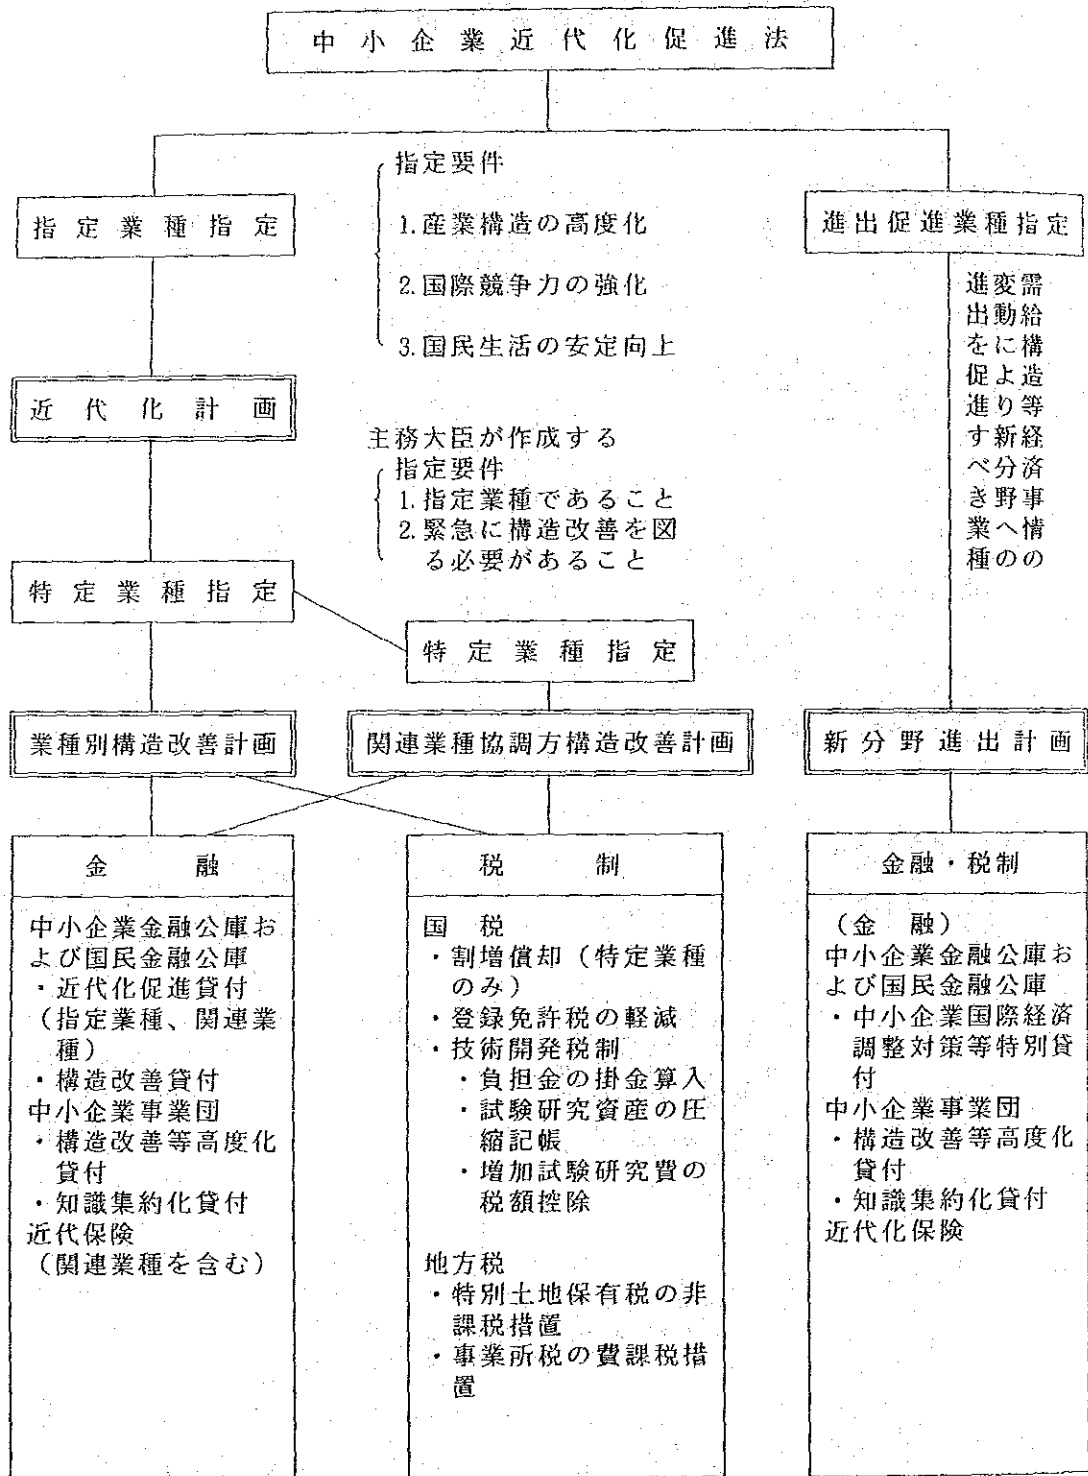 中小企業近代化促進法
指定業種指定
指定要件
1.産業構造の高度化
2.国際競争力の強化
3.国民生活の安定向上
進出促進業種指定
需給構造等経済事情の
変動により新分野への
進出を促進すべき業種
近代化計画
主務大臣が作成する
指定要件
1.指定業種であること
2.緊急に構造改善を図
る必要があること
特定業種指定
特定業種指定
業種別構造改善計画
関連業種協調方構造改善計画
新分野進出計画
金融
中小企業金融公庫お
よび国民金融公庫
・近代化促進貸付
(指定業種、関連業
種)
・構造改善貸付
中小企業事業団
・構造改善等高度化
貸付
・知識集約化貸付
近代保険
(関連業種を含む)
税制
国税
・割増償却(特定業種
のみ)
・登録免許税の軽減
・技術開発税制
・負担金の掛金算入
・試験研究資産の圧
縮記帳
・増加試験研究費の
税額控除
地方税
・特別土地保有税の非
課税措置
・事業所税の費課税措
置
金融・税制
(金融)
中小企業金融公庫お
よび国民金融公庫
・中小企業国際経済
調整対策等特別貸
付
中小企業事業団
・構造改善等高度化
貸付
・知識集約化貸付
近代化保険